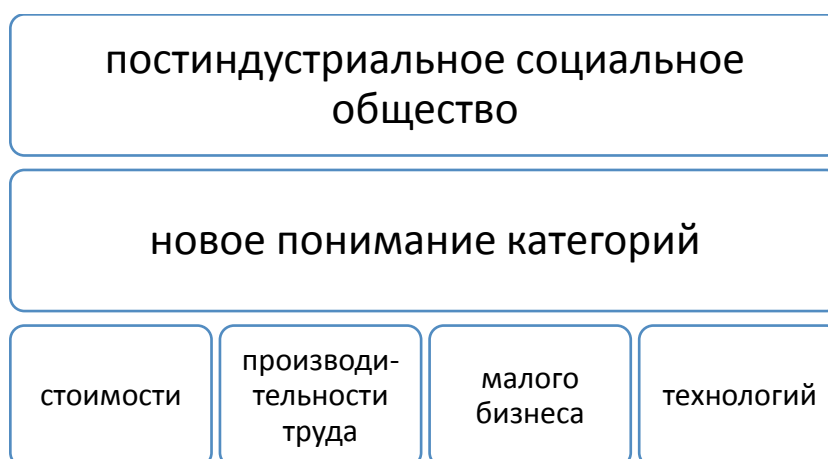 постиндустриальное социальное
общество
новое понимание категорий
стоимости
производи-
тельности
труда
малого
бизнеса
технологий